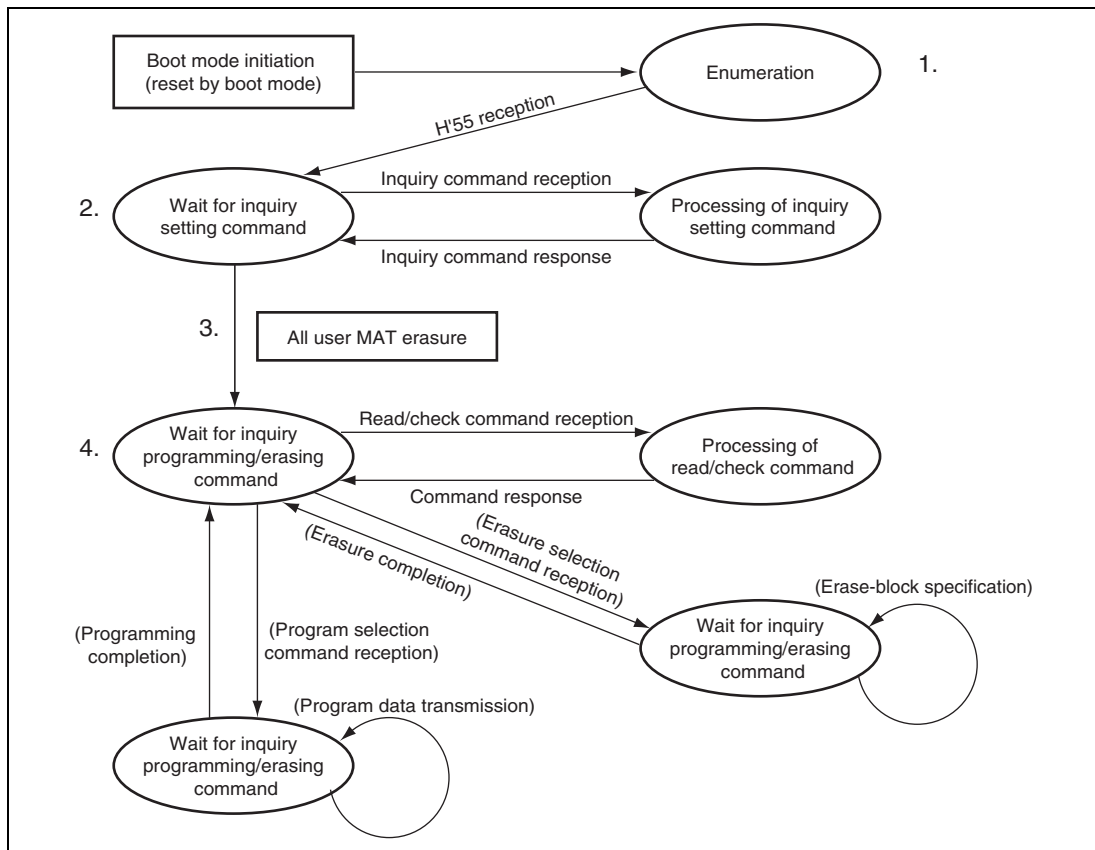 Boot mode initiation
(reset by boot mode)
Enumeration
1.
H'55 reception
2.
Wait for inquiry
setting command
Inquiry command reception
Processing of inquiry
setting command
Inquiry command response
3.
All user MAT erasure
4.
Wait for inquiry
programming/erasing
command
Read/check command reception
Processing of
read/check command
Command response
(Erasure selection
command reception)
(Erasure completion)
(Erase-block specification)
Wait for inquiry
programming/erasing
command
(Programming
completion)
(Program selection
command reception)
(Program data transmission)
Wait for inquiry
programming/erasing
command